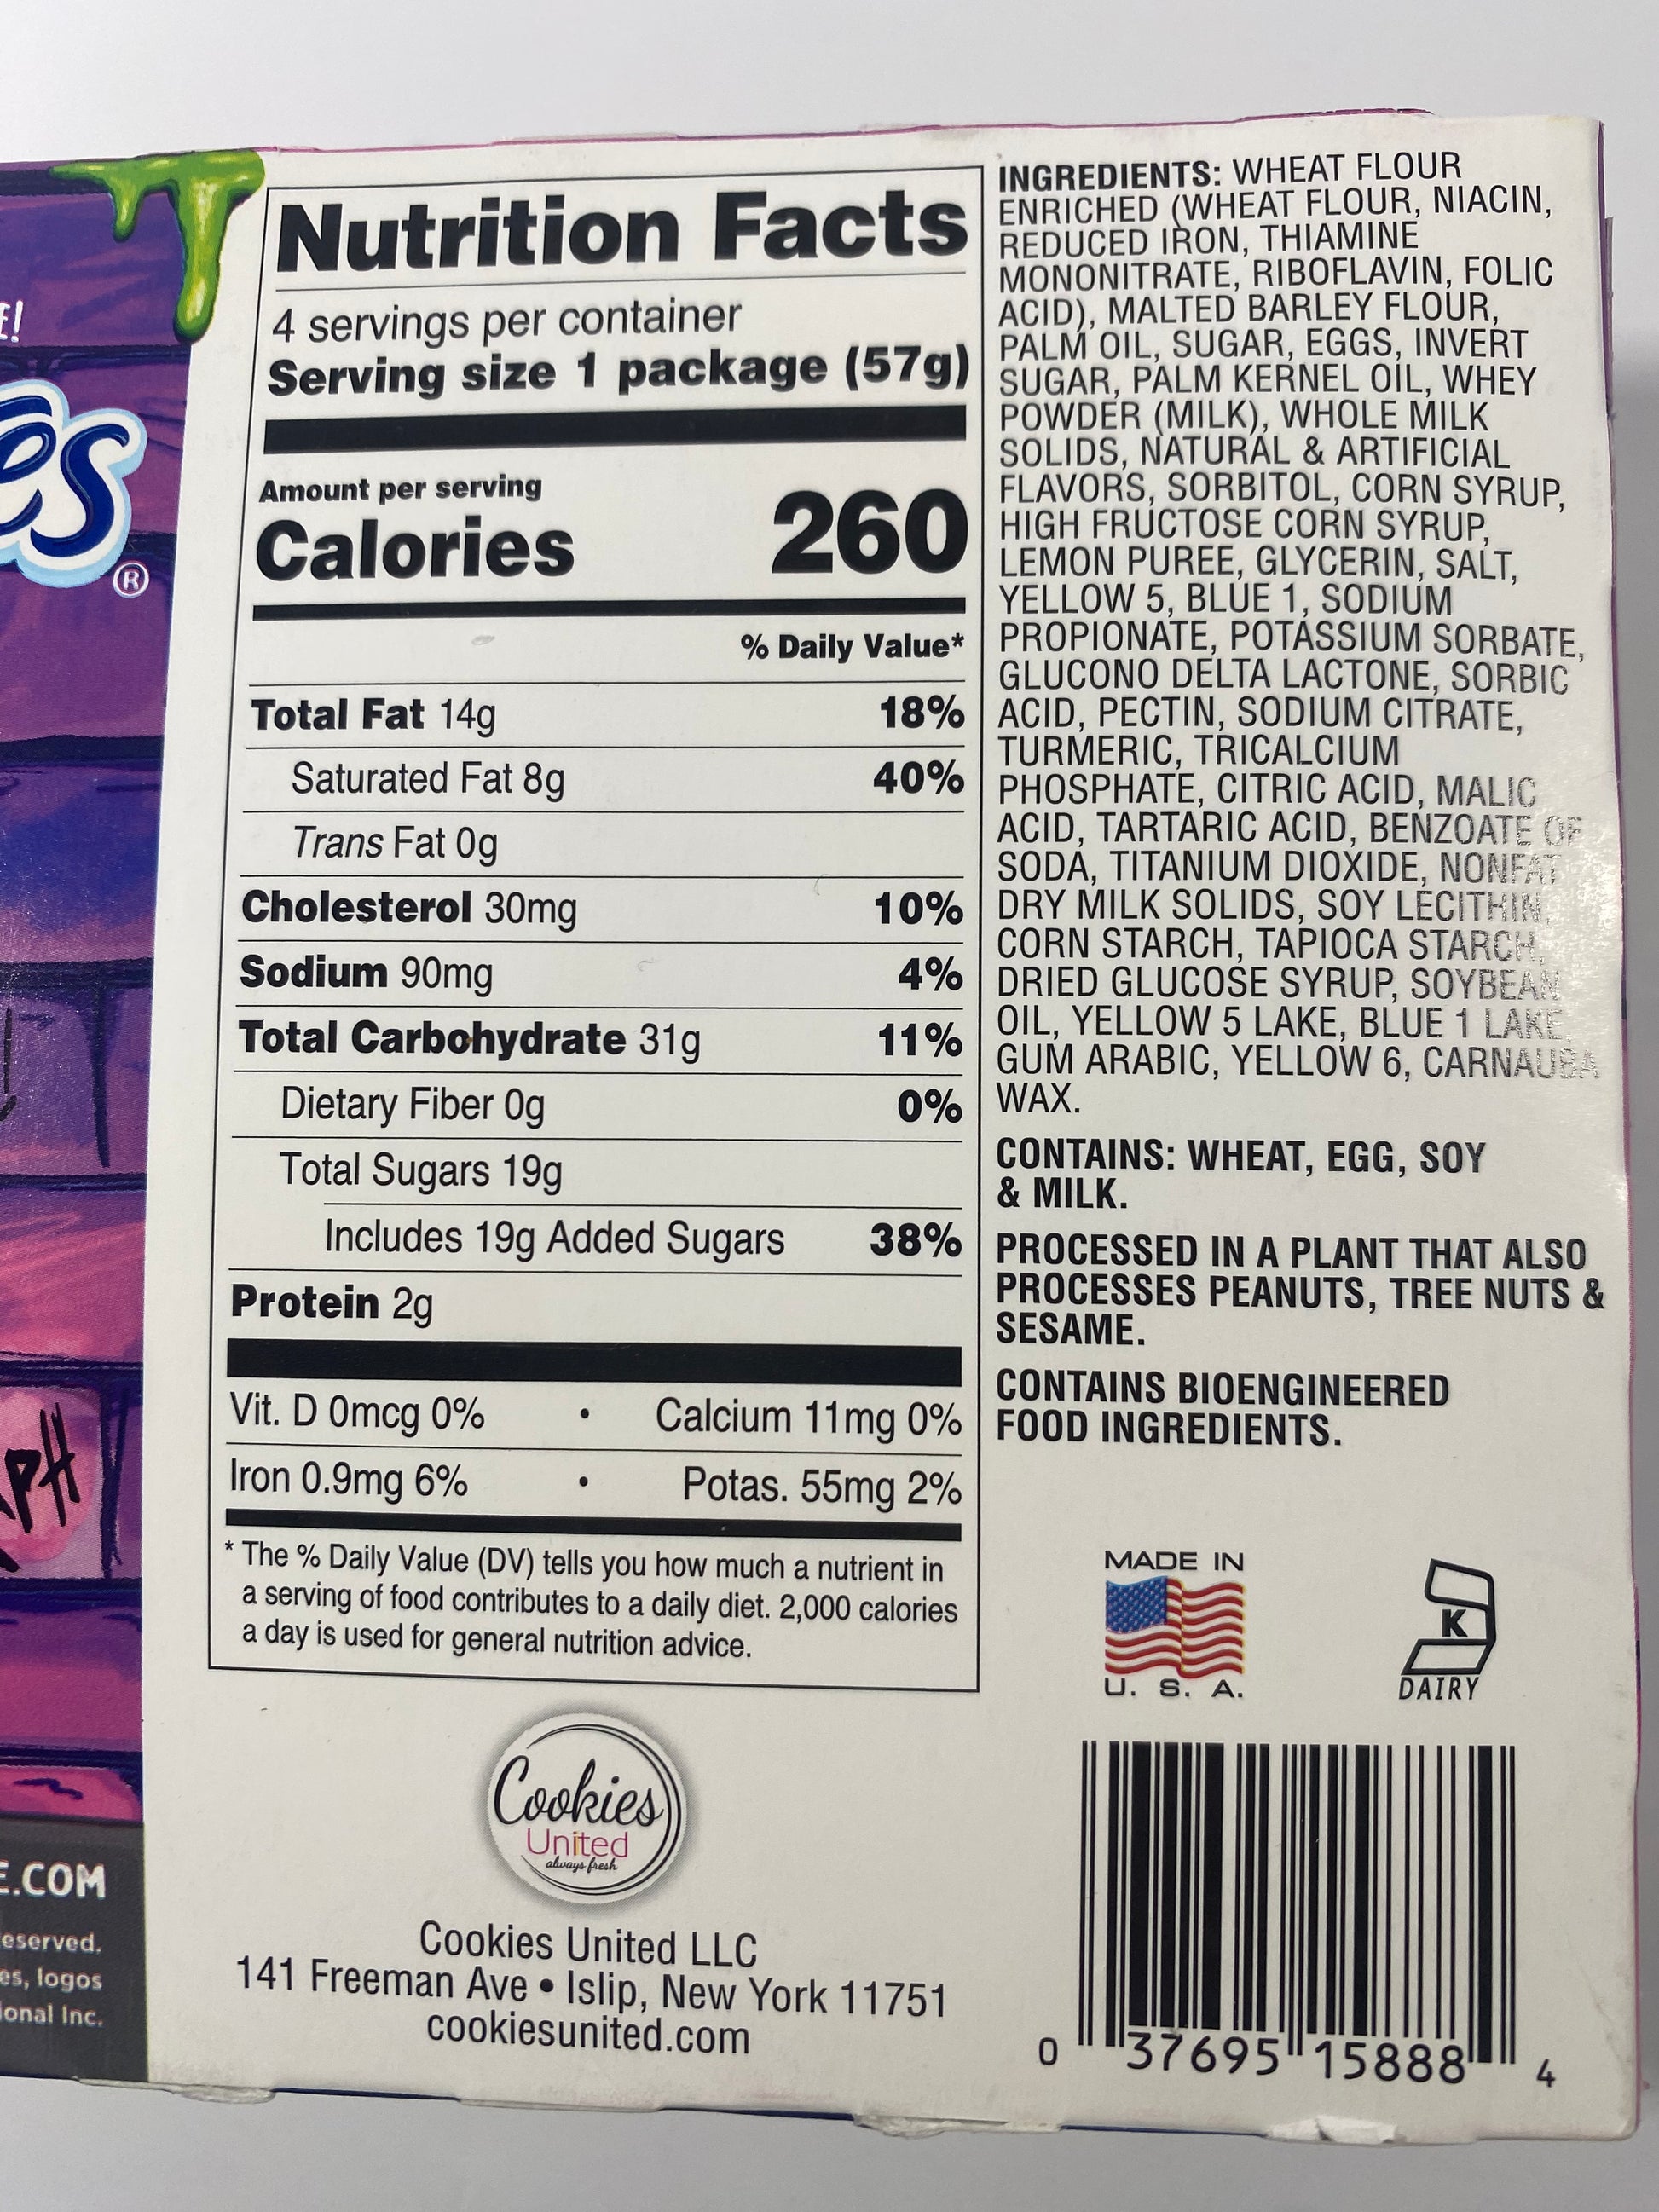 E!
es
®
PH
E.COM
eserved.
es, logos
ional Inc.
Nutrition Facts
4 servings per container
Serving size 1 package (57g)
Amount per serving
Calories 260
% Daily Value*
Total Fat 14g 18%
Saturated Fat 8g 40%
Trans Fat 0g
Cholesterol 30mg 10%
Sodium 90mg 4%
Total Carbohydrate 31g 11%
Dietary Fiber 0g 0%
Total Sugars 19g
Includes 19g Added Sugars 38%
Protein 2g
Vit. D 0mcg 0% • Calcium 11mg 0%
Iron 0.9mg 6% • Potas. 55mg 2%
* The % Daily Value (DV) tells you how much a nutrient in
a serving of food contributes to a daily diet. 2,000 calories
a day is used for general nutrition advice.
Cookies
United
always fresh
Cookies United LLC
141 Freeman Ave • Islip, New York 11751
cookiesunited.com
INGREDIENTS: WHEAT FLOUR
ENRICHED (WHEAT FLOUR, NIACIN,
REDUCED IRON, THIAMINE
MONONITRATE, RIBOFLAVIN, FOLIC
ACID), MALTED BARLEY FLOUR,
PALM OIL, SUGAR, EGGS, INVERT
SUGAR, PALM KERNEL OIL, WHEY
POWDER (MILK), WHOLE MILK
SOLIDS, NATURAL & ARTIFICIAL
FLAVORS, SORBITOL, CORN SYRUP,
HIGH FRUCTOSE CORN SYRUP,
LEMON PUREE, GLYCERIN, SALT,
YELLOW 5, BLUE 1, SODIUM
PROPIONATE, POTASSIUM SORBATE,
GLUCONO DELTA LACTONE, SORBIC
ACID, PECTIN, SODIUM CITRATE,
TURMERIC, TRICALCIUM
PHOSPHATE, CITRIC ACID, MALIC
ACID, TARTARIC ACID, BENZOATE OF
SODA, TITANIUM DIOXIDE, NONFAT
DRY MILK SOLIDS, SOY LECITHIN,
CORN STARCH, TAPIOCA STARCH,
DRIED GLUCOSE SYRUP, SOYBEAN
OIL, YELLOW 5 LAKE, BLUE 1 LAKE
GUM ARABIC, YELLOW 6, CARNAUBA
WAX.
CONTAINS: WHEAT, EGG, SOY
& MILK.
PROCESSED IN A PLANT THAT ALSO
PROCESSES PEANUTS, TREE NUTS &
SESAME.
CONTAINS BIOENGINEERED
FOOD INGREDIENTS.
MADE IN
U. S. A.
K
DAIRY
0 37695 15888 4